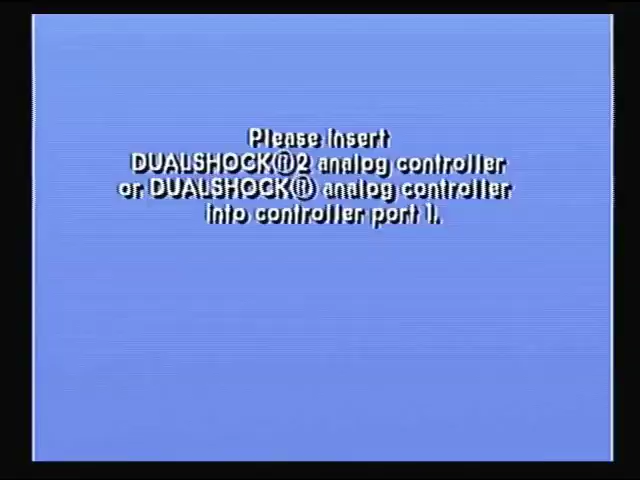 Please insert
DUALSHOCK®2 analog controller
or DUALSHOCK® analog controller
into controller port 1.